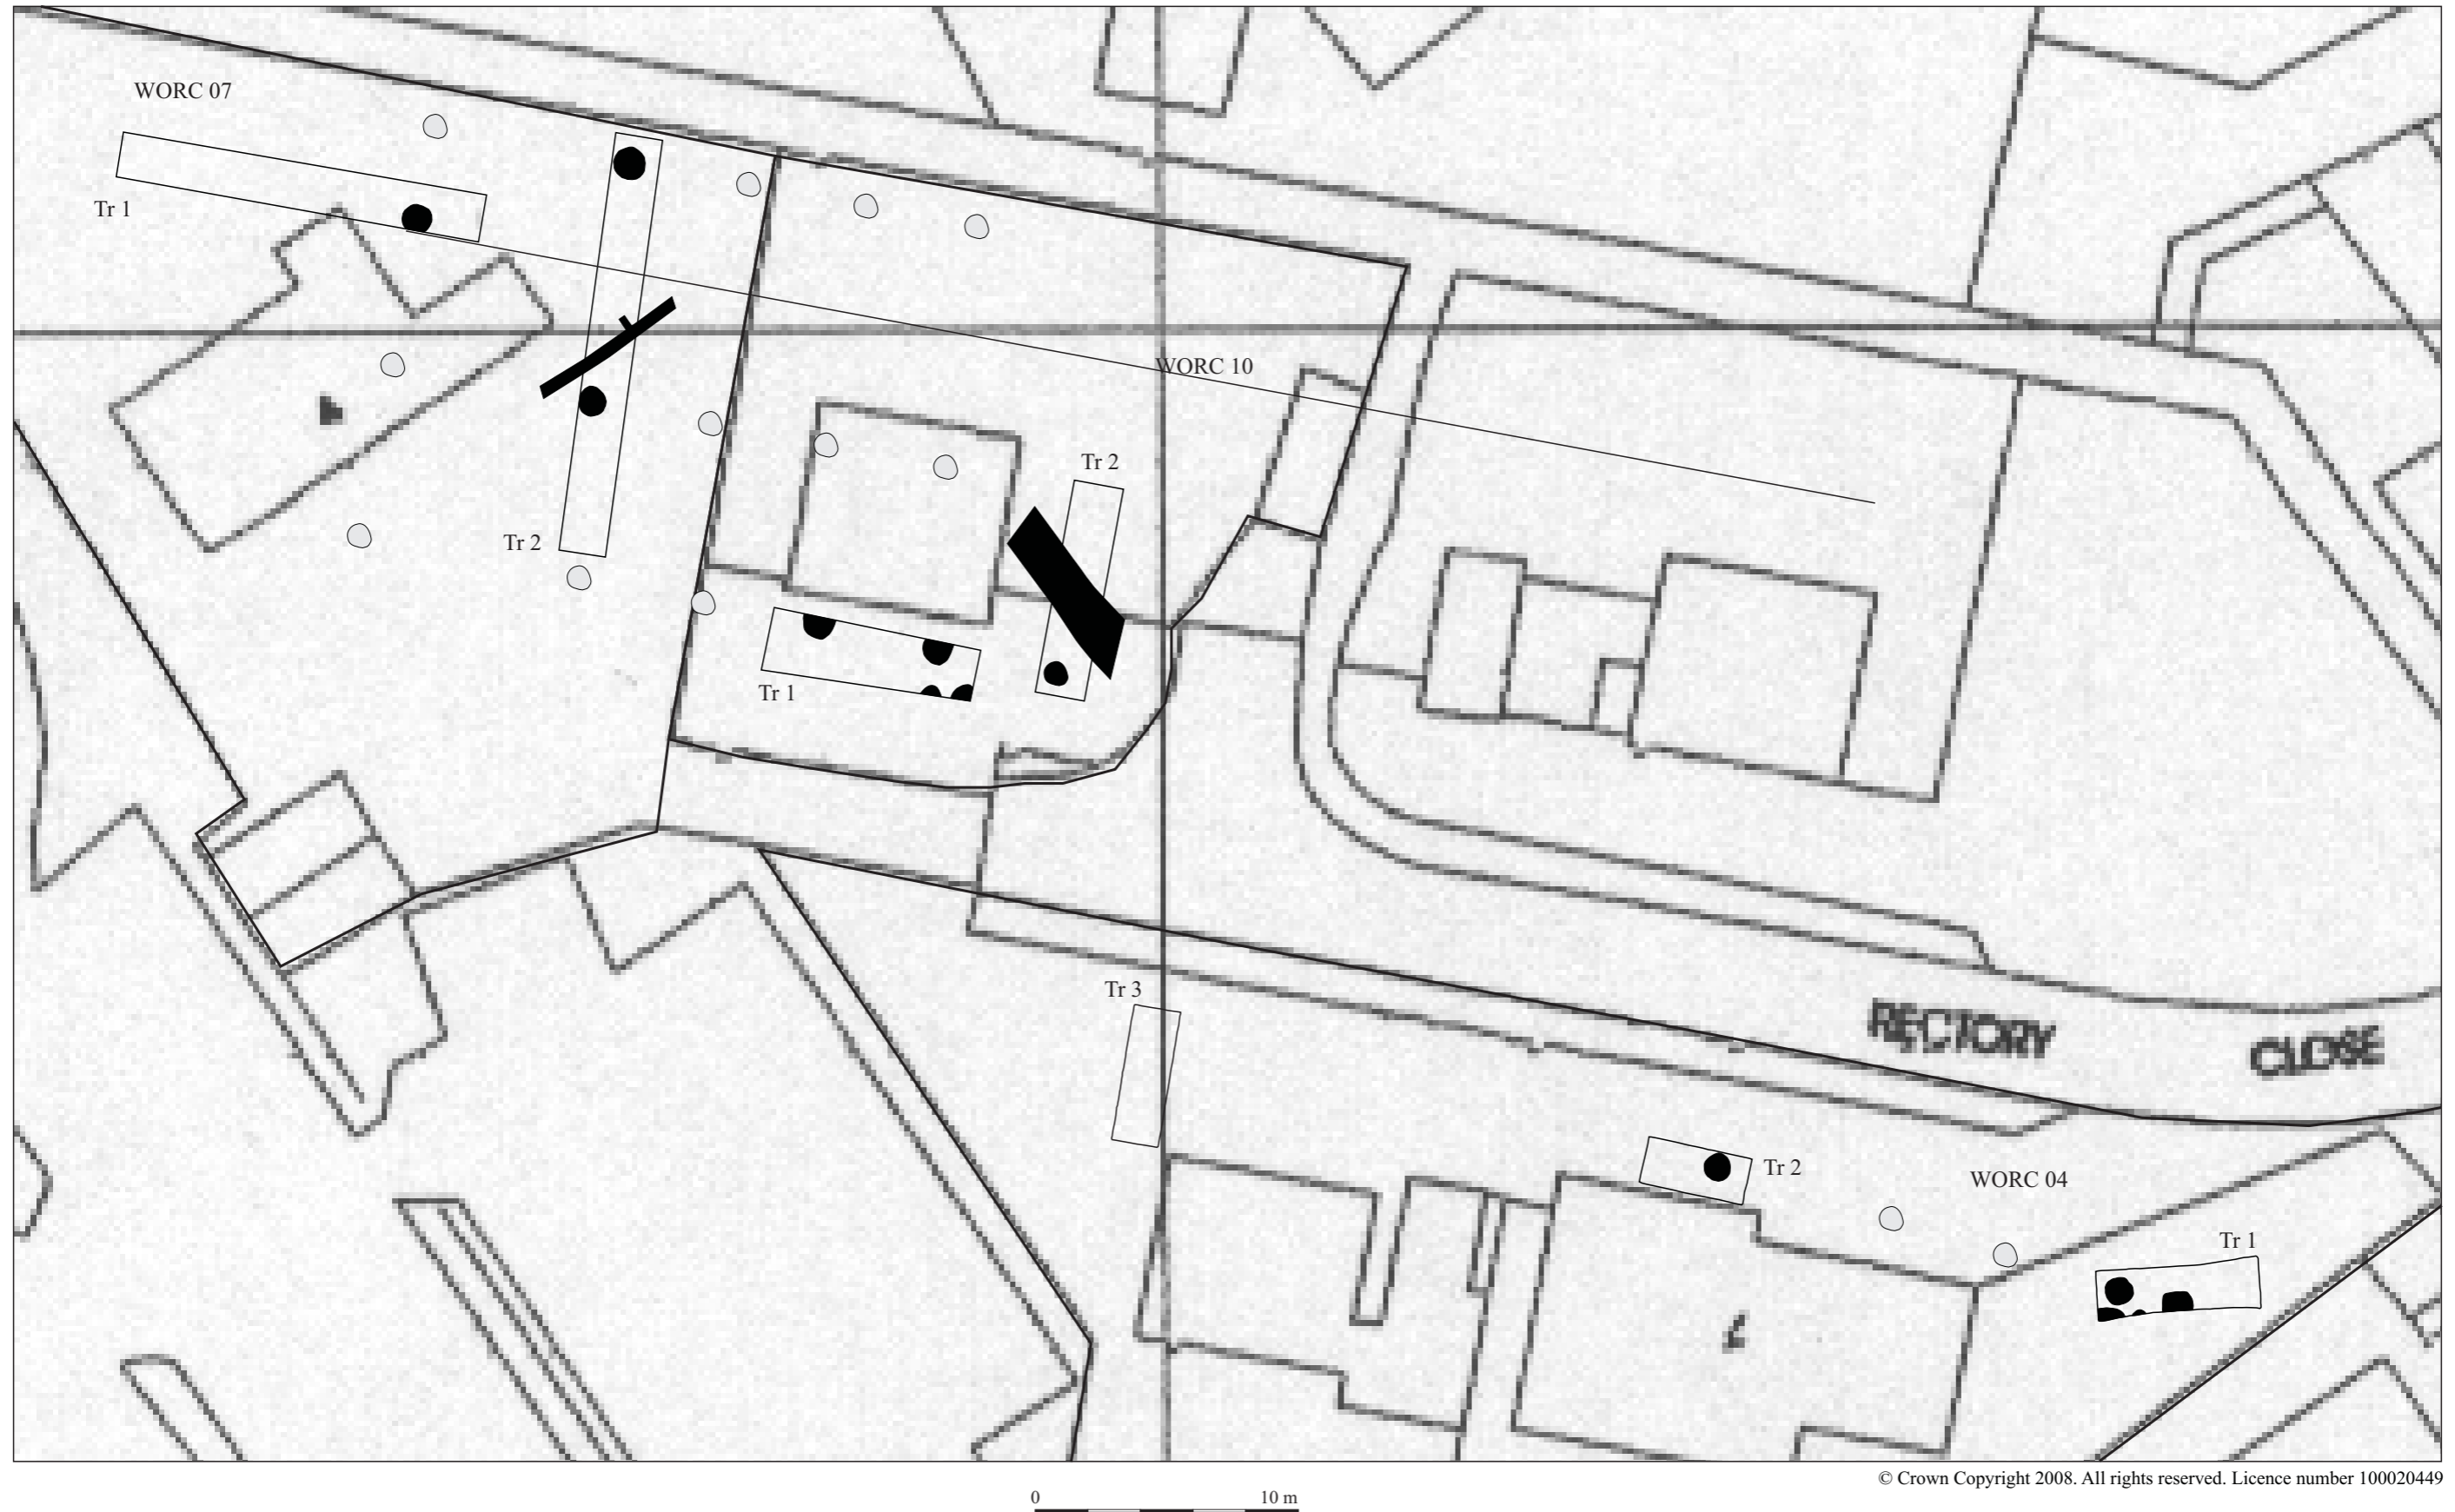 WORC 07
Tr 1
WORC 10
Tr 2
Tr 2
Tr 1
Tr 3
RECTORY CLOSE
Tr 2
WORC 04
Tr 1
© Crown Copyright 2008. All rights reserved. Licence number 100020449
0 10 m